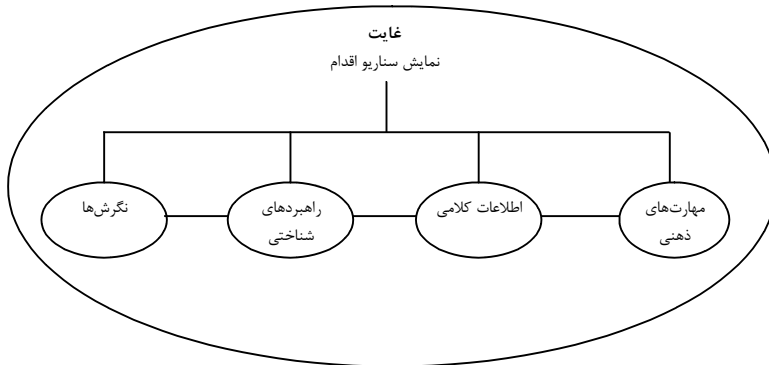 غایت
نمایش سناریو اقدام
مهارت‌های
ذهنی
اطلاعات کلامی
راهبردهای
شناختی
نگرش‌ها